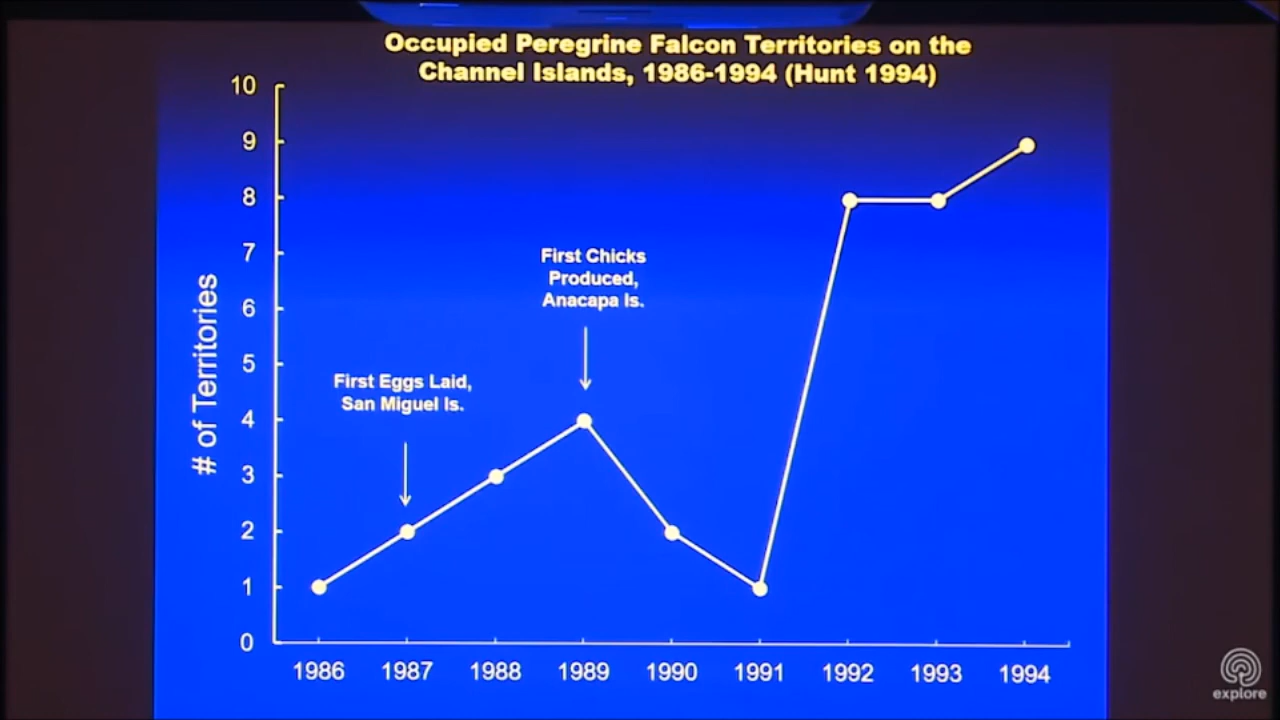 Occupied Peregrine Falcon Territories on the
Channel Islands, 1986-1994 (Hunt 1994)
10
9
8
7
6
5
4
3
2
1
0
# of Territories
First Eggs Laid,
San Miguel Is.
First Chicks
Produced,
Anacapa Is.
1986 1987 1988 1989 1990 1991 1992 1993 1994
explore